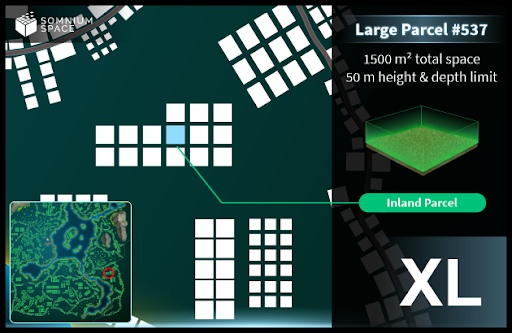 SOMNIUM
SPACE
Large Parcel #537
1500 m² total space
50 m height & depth limit
Inland Parcel
XL